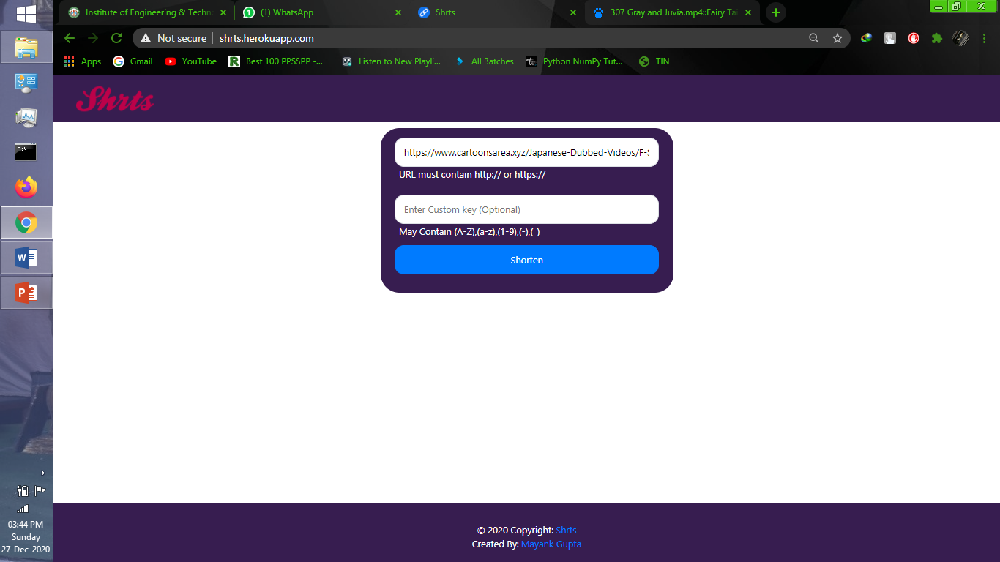 Institute of Engineering & Techn
(1) WhatsApp
Shrts
307 Gray and Juvia.mp4::Fairy Tai
Not secure
shrts.herokuapp.com
Apps
Gmail
YouTube
Best 100 PPSSPP -...
Listen to New Playli...
All Batches
Python NumPy Tut...
TIN
Shrts
https://www.cartoonsarea.xyz/Japanese-Dubbed-Videos/F-S
URL must contain http:// or https://
Enter Custom key (Optional)
May Contain (A-Z),(a-z),(1-9),(-),(_)
Shorten
© 2020 Copyright: Shrts
Created By: Mayank Gupta
03:44 PM
Sunday
27-Dec-2020